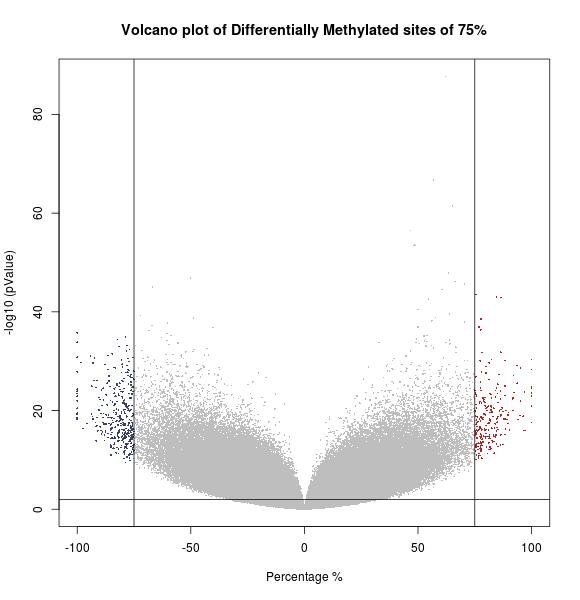 Volcano plot of Differentially Methylated sites of 75%
80
60
40
20
0
-log10 (pValue)
-100 -50 0 50 100
Percentage %